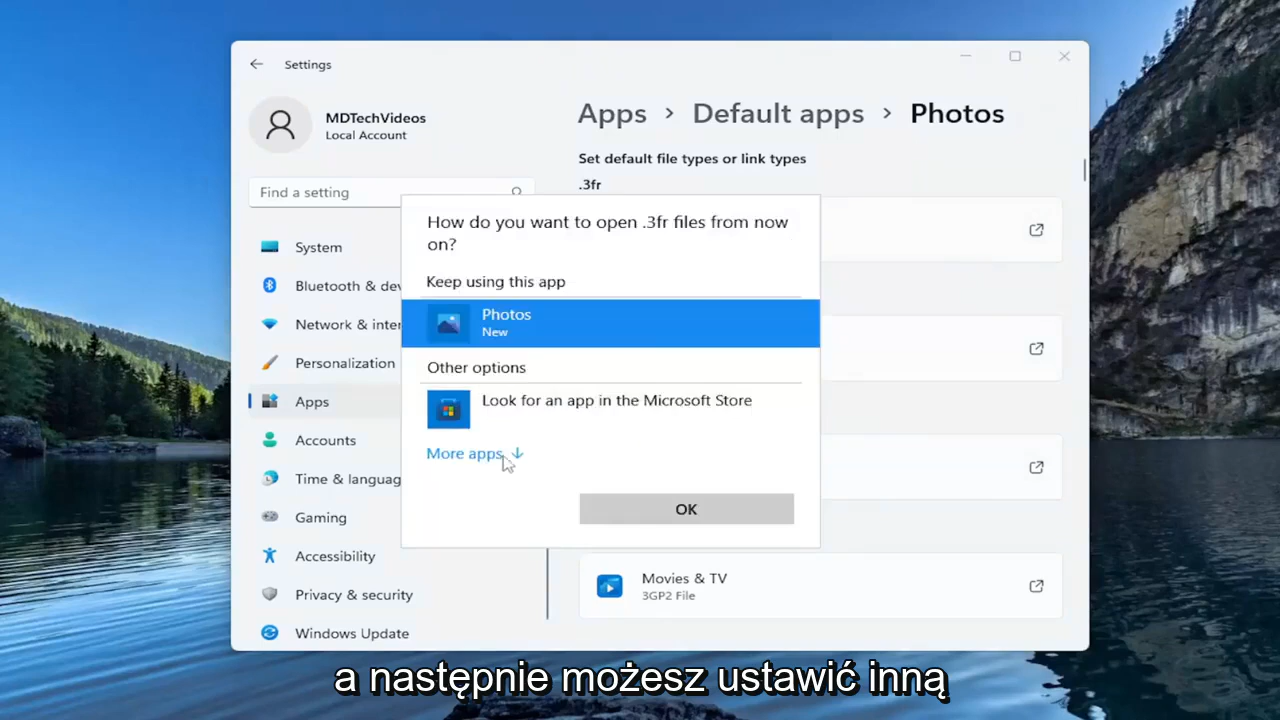 Settings
MDTechVideos
Local Account
Find a setting
System
Bluetooth & dev
Network & inter
Personalization
Apps
Accounts
Time & languag
Gaming
Accessibility
Privacy & security
Windows Update
Apps > Default apps > Photos
Set default file types or link types
.3fr
How do you want to open .3fr files from now
on?
Keep using this app
Photos
New
Other options
Look for an app in the Microsoft Store
More apps ↓
OK
Movies & TV
3GP2 File
a następnie możesz ustawić inną